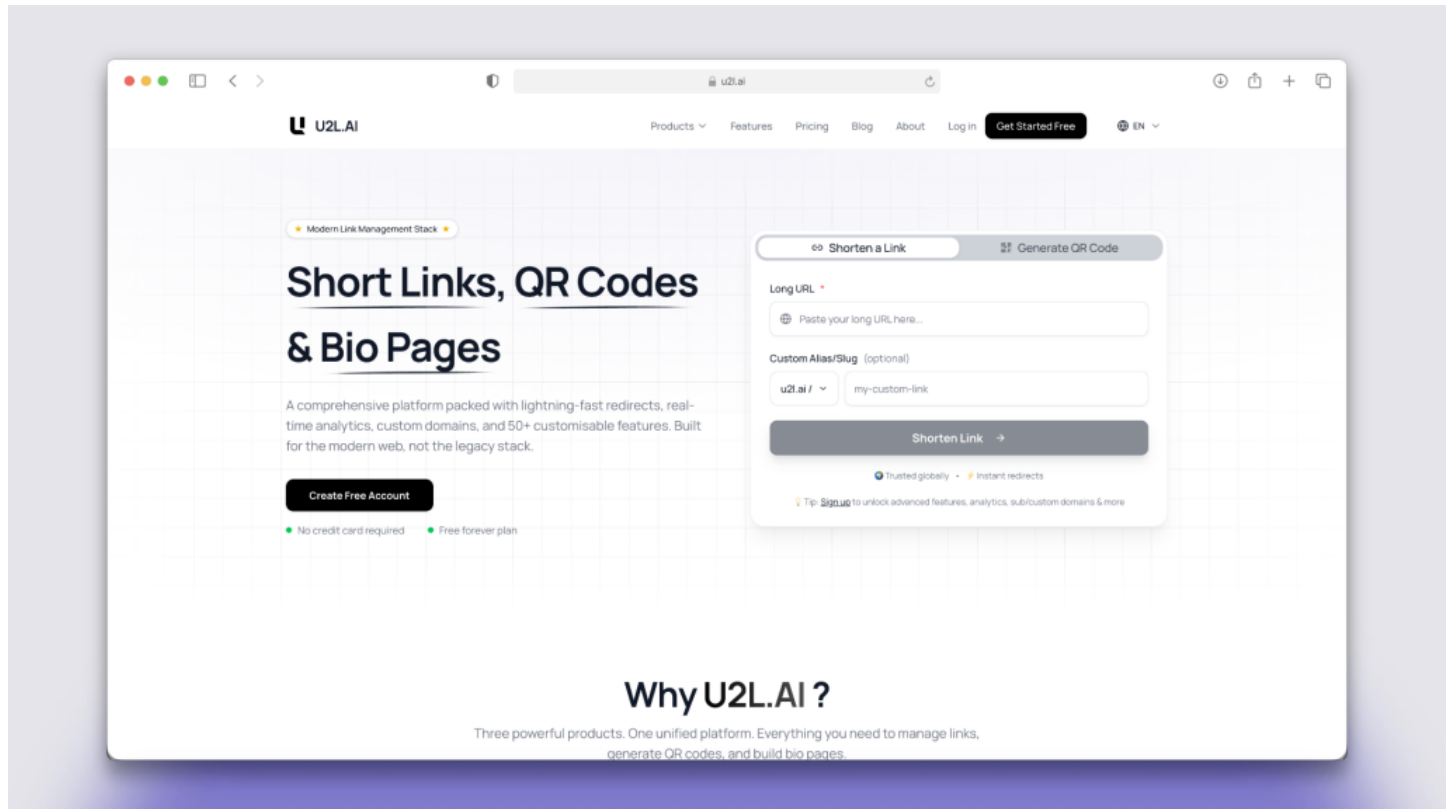 u2l.ai
U2L.AI
Products
Features
Pricing
Blog
About
Log in
Get Started Free
EN
Modern Link Management Stack
Short Links, QR Codes
& Bio Pages
A comprehensive platform packed with lightning-fast redirects, real-
time analytics, custom domains, and 50+ customisable features. Built
for the modern web, not the legacy stack.
Create Free Account
No credit card required
Free forever plan
Shorten a Link
Generate QR Code
Long URL *
Paste your long URL here...
Custom Alias/Slug (optional)
u2l.ai /
my-custom-link
Shorten Link →
Trusted globally • Instant redirects
Tip: Sign up to unlock advanced features, analytics, sub/custom domains & more
Why U2L.AI ?
Three powerful products. One unified platform. Everything you need to manage links,
generate QR codes, and build bio pages.